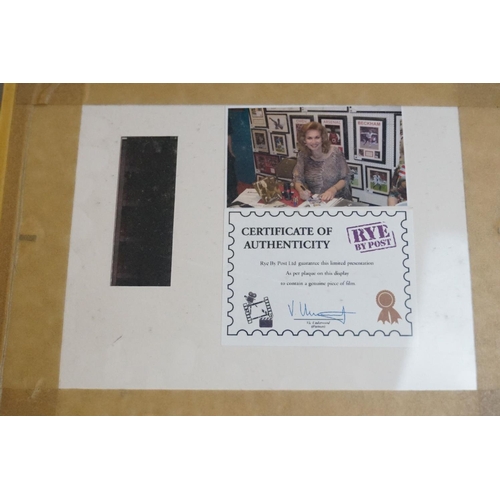 CERTIFICATE OF
AUTHENTICITY
RYE
BY POST
Rye By Post Ltd guarantee this limited presentation
As per plaque on this display
to contain a genuine piece of film.